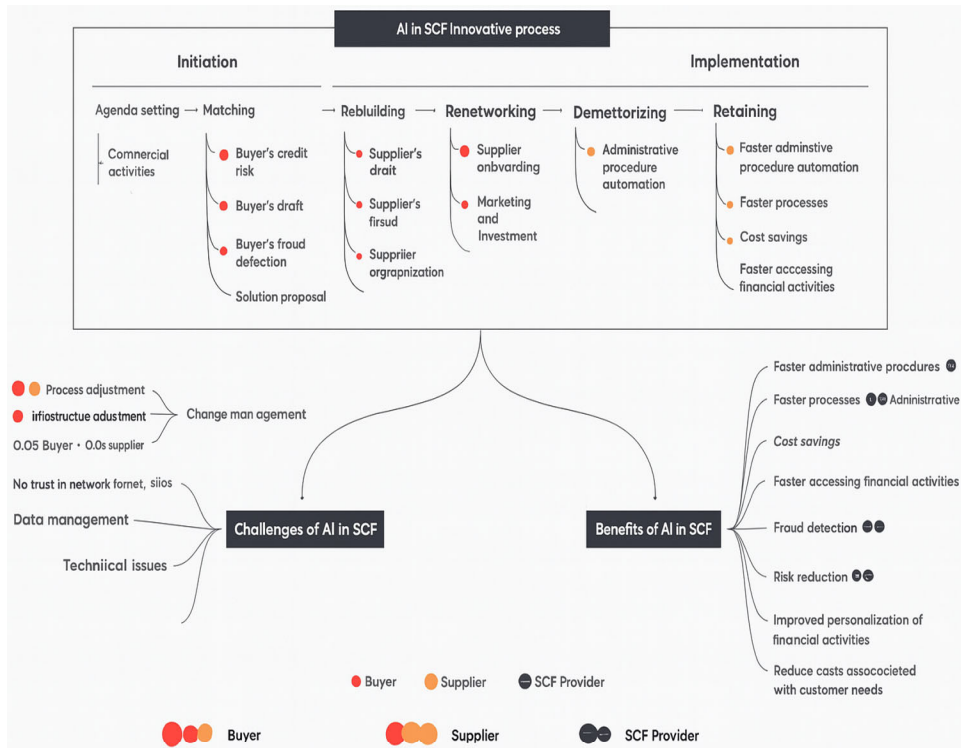 AI in SCF Innovative process
Initiation
Implementation
Agenda setting
Matching
Rebluilding
Renetworking
Demettorizing
Retaining
Commercial
activities
Buyer's credit
risk
Buyer's draft
Buyer's froud
defection
Solution proposal
Supplier's
drait
Supplier's
firsud
Suppriier
orgrapnization
Supplier
onbvarding
Marketing
and
Investment
Administrative
procedure
automation
Faster adminstive
procedure automation
Faster processes
Cost savings
Faster acccessing
financial activities
Process adjustment
irfiostructue adustment
0.05 Buyer · 0.0s supplier
Change man agement
No trust in network fornet, siios
Data management
Techniical issues
Challenges of AI in SCF
Benefits of AI in SCF
Faster administrative procdures
Faster processes
Administrrative
Cost savings
Faster accessing financial activities
Fraud detection
Risk reduction
Improved personalization of
financial activities
Reduce casts assococieted
with customer needs
Buyer
Supplier
SCF Provider
Buyer
Supplier
SCF Provider